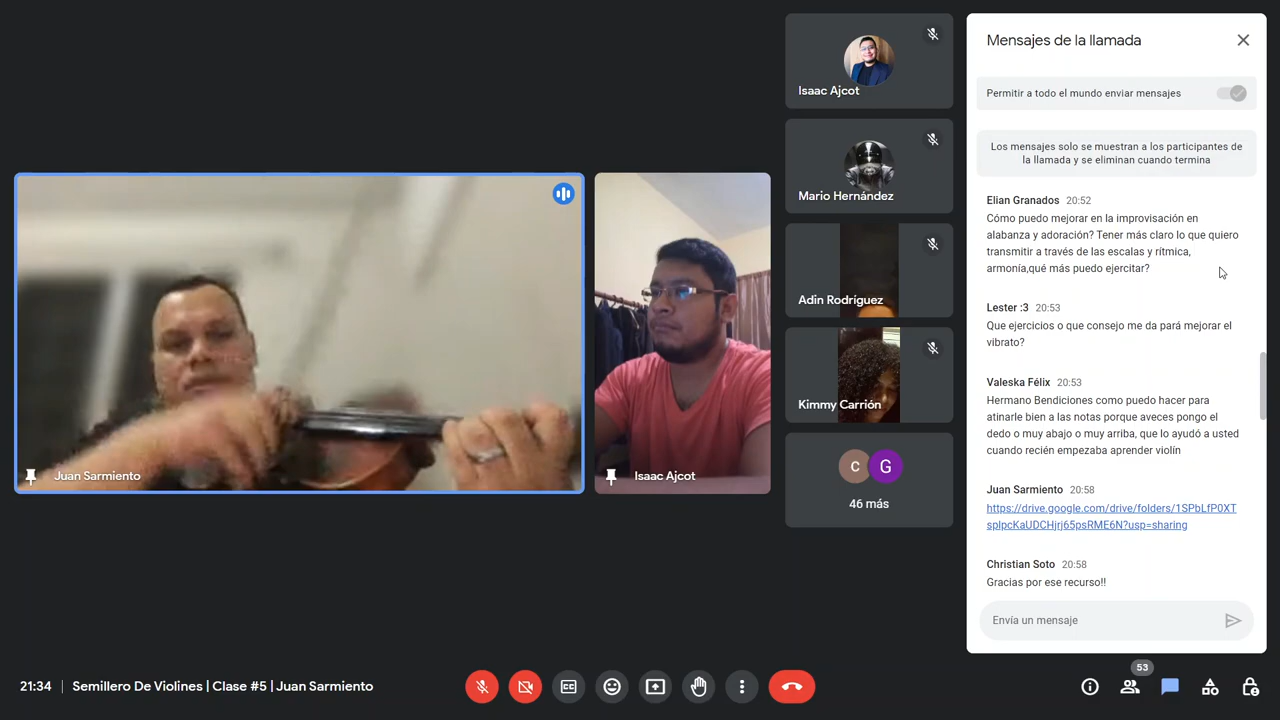 Juan Sarmiento
Isaac Ajcot
Isaac Ajcot
Mario Hernández
Adin Rodríguez
Kimmy Carrión
C G
46 más
Mensajes de la llamada
Permitir a todo el mundo enviar mensajes
Los mensajes solo se muestran a los participantes de
la llamada y se eliminan cuando termina
Elian Granados 20:52
Cómo puedo mejorar en la improvisación en
alabanza y adoración? Tener más claro lo que quiero
transmitir a través de las escalas y rítmica,
armonía,qué más puedo ejercitar?
Lester :3 20:53
Que ejercicios o que consejo me da pará mejorar el
vibrato?
Valeska Félix 20:53
Hermano Bendiciones como puedo hacer para
atinarle bien a las notas porque aveces pongo el
dedo o muy abajo o muy arriba, que lo ayudó a usted
cuando recién empezaba aprender violín
Juan Sarmiento 20:58
https://drive.google.com/drive/folders/1SPbLfP0XT
splpcKaUDCHjrj65psRME6N?usp=sharing
Christian Soto 20:58
Gracias por ese recurso!!
Envía un mensaje
21:34 | Semillero De Violines | Clase #5 | Juan Sarmiento
53